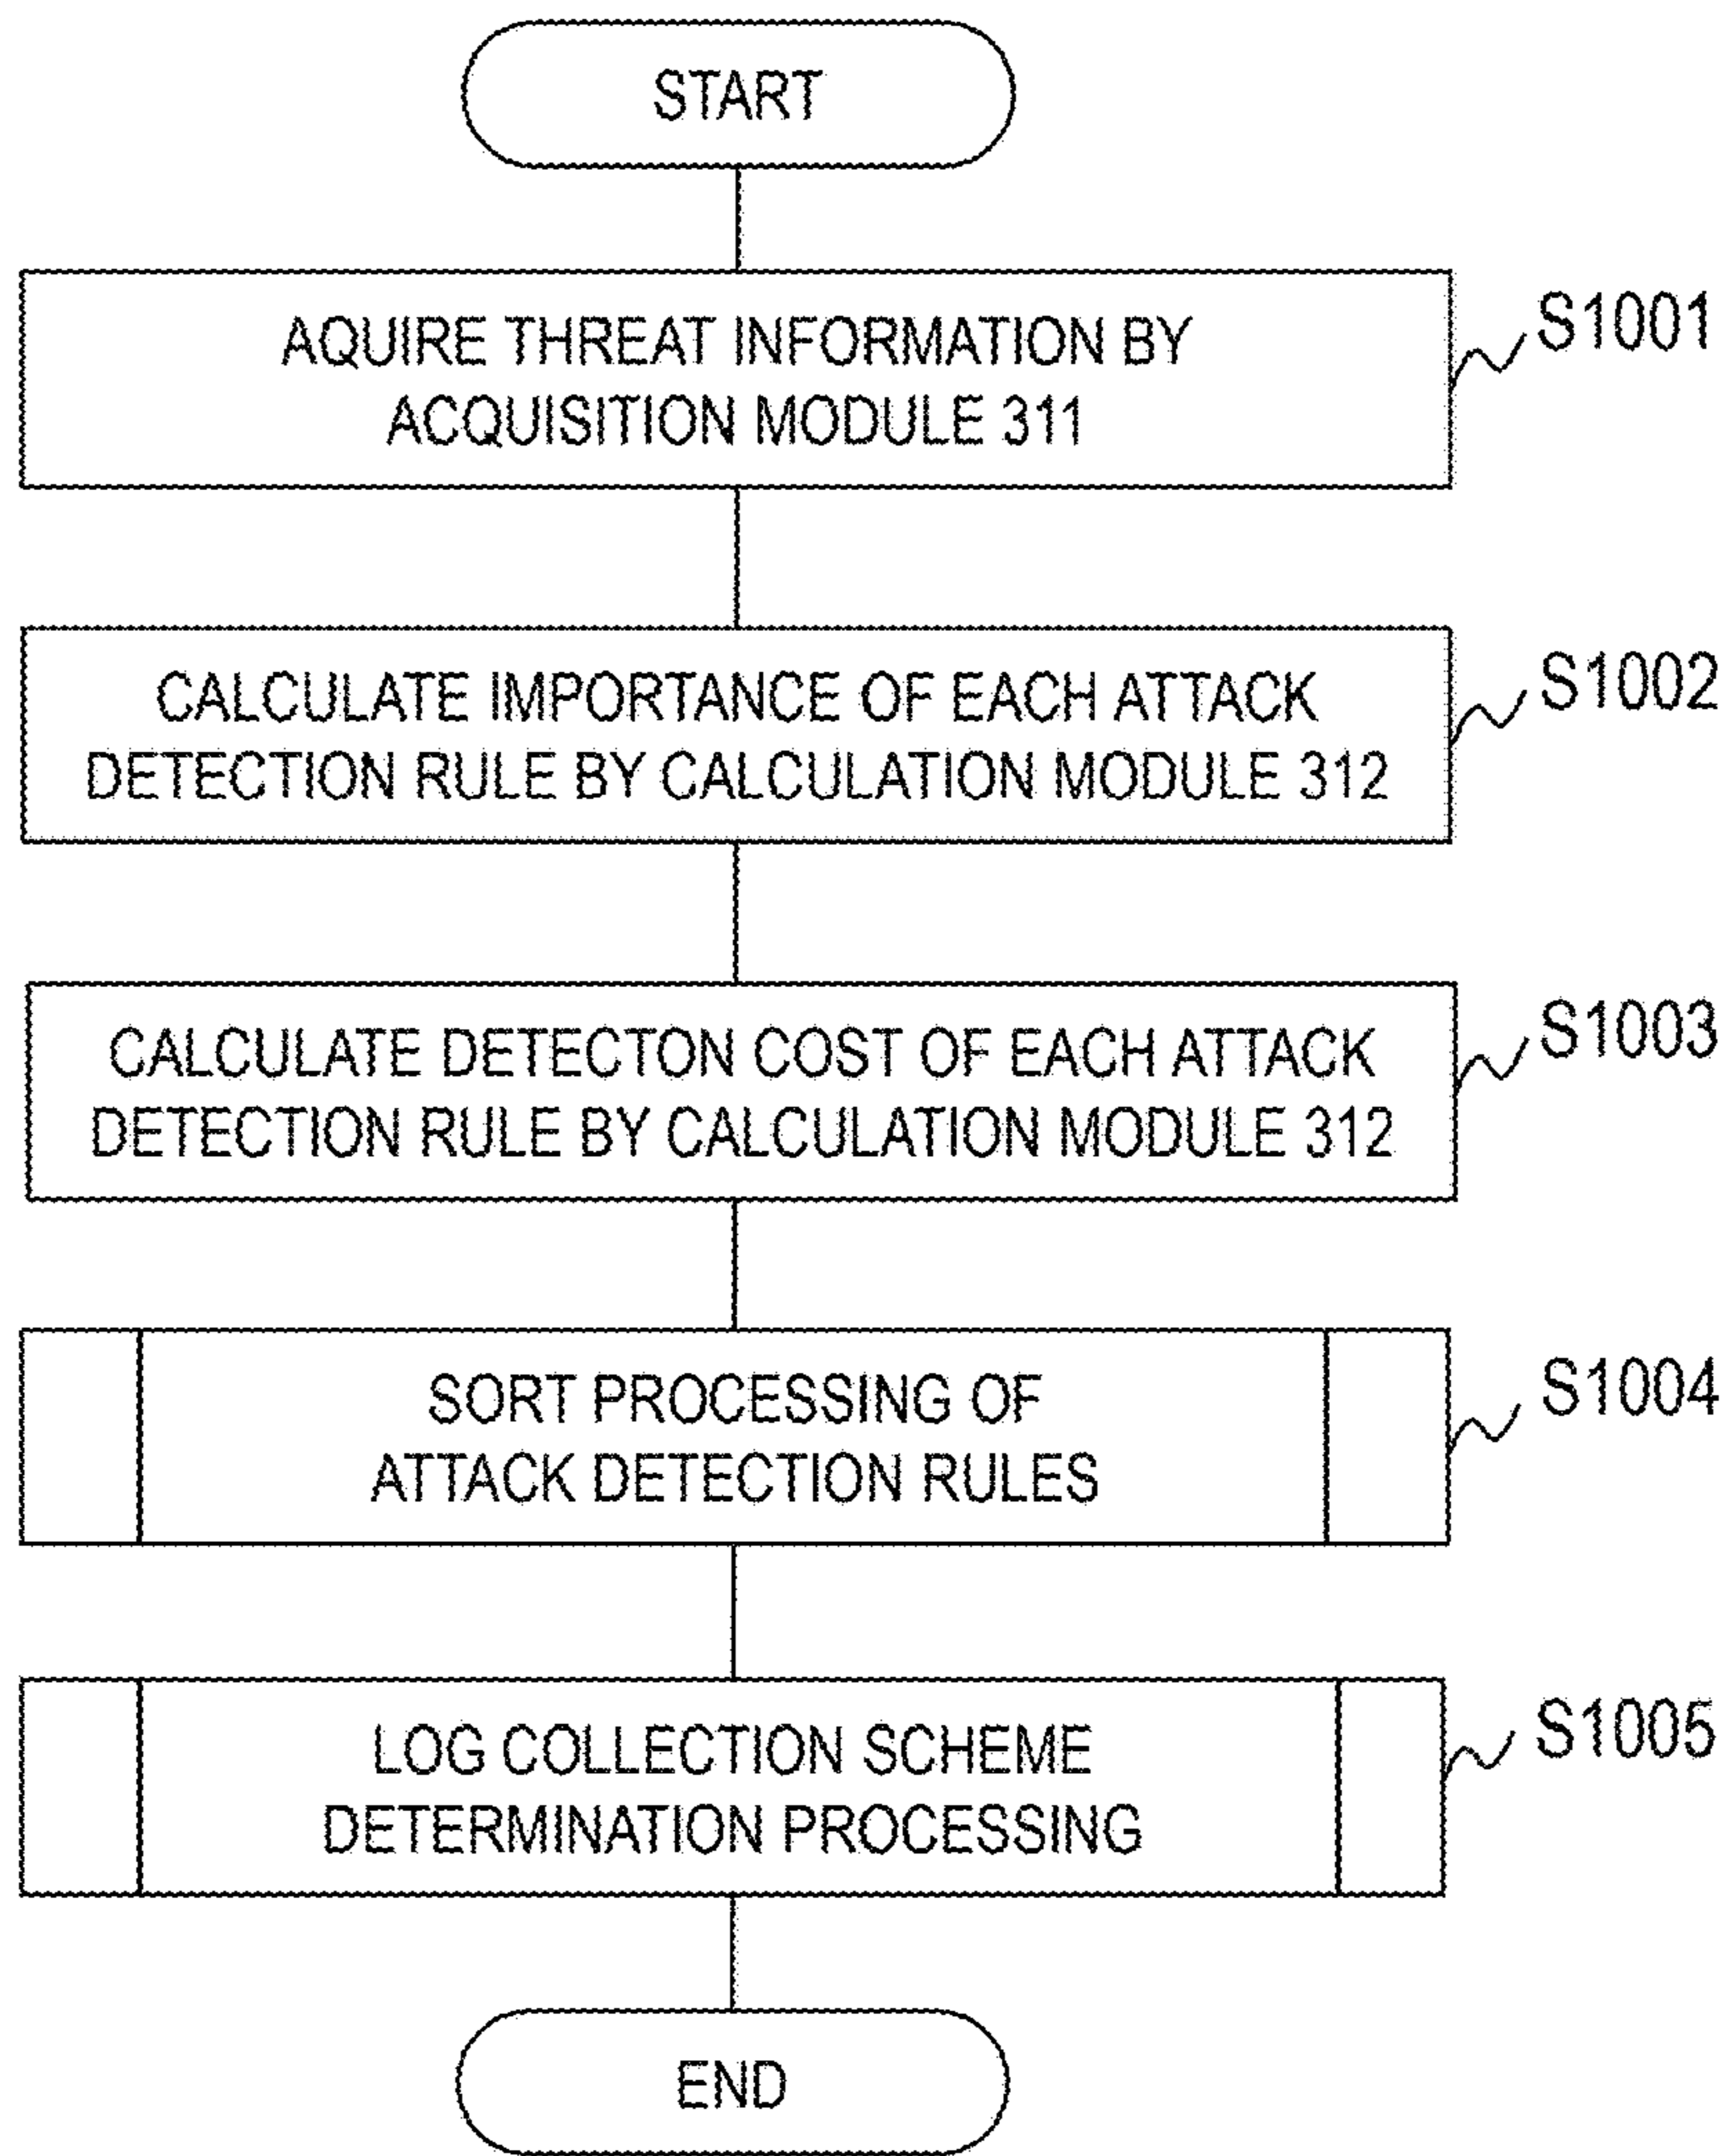 START
AQUIRE THREAT INFORMATION BY
ACQUISITION MODULE 311
S1001
CALCULATE IMPORTANCE OF EACH ATTACK
DETECTION RULE BY CALCULATION MODULE 312
S1002
CALCULATE DETECTON COST OF EACH ATTACK
DETECTION RULE BY CALCULATION MODULE 312
S1003
SORT PROCESSING OF
ATTACK DETECTION RULES
S1004
LOG COLLECTION SCHEME
DETERMINATION PROCESSING
S1005
END